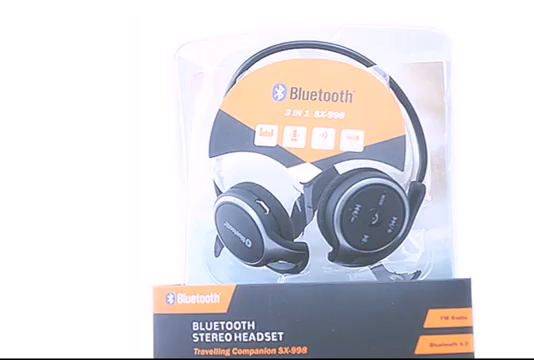 Bluetooth
3 IN 1 SX-998
Bluetooth
Bluetooth
BLUETOOTH
STEREO HEADSET
Travelling Companion SX-998
FM Radio